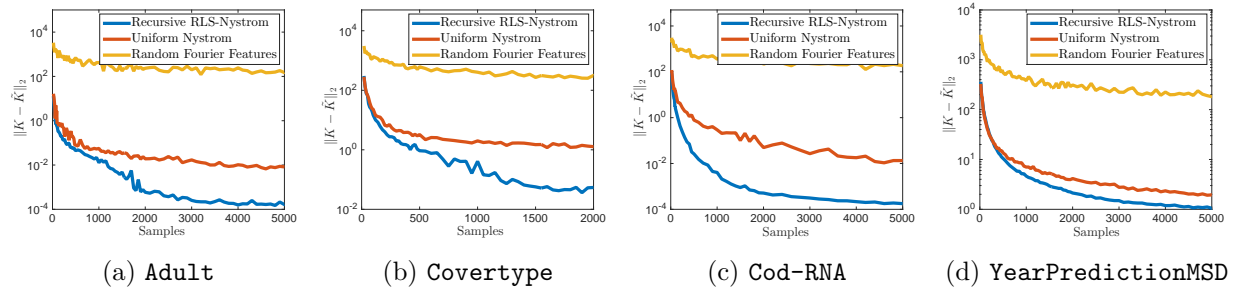 Recursive RLS-Nystrom
Uniform Nystrom
Random Fourier Features
10^4
10^2
10^0
10^-2
10^-4
‖K − K̃‖₂
0 1000 2000 3000 4000 5000
Samples
(a) Adult
Recursive RLS-Nystrom
Uniform Nystrom
Random Fourier Features
10^4
10^2
10^0
10^-2
‖K − K̃‖₂
0 500 1000 1500 2000
Samples
(b) Covertype
Recursive RLS-Nystrom
Uniform Nystrom
Random Fourier Features
10^4
10^2
10^0
10^-2
10^-4
‖K − K̃‖₂
0 1000 2000 3000 4000 5000
Samples
(c) Cod-RNA
Recursive RLS-Nystrom
Uniform Nystrom
Random Fourier Features
10^4
10^3
10^2
10^1
10^0
‖K − K̃‖₂
0 1000 2000 3000 4000 5000
Samples
(d) YearPredictionMSD